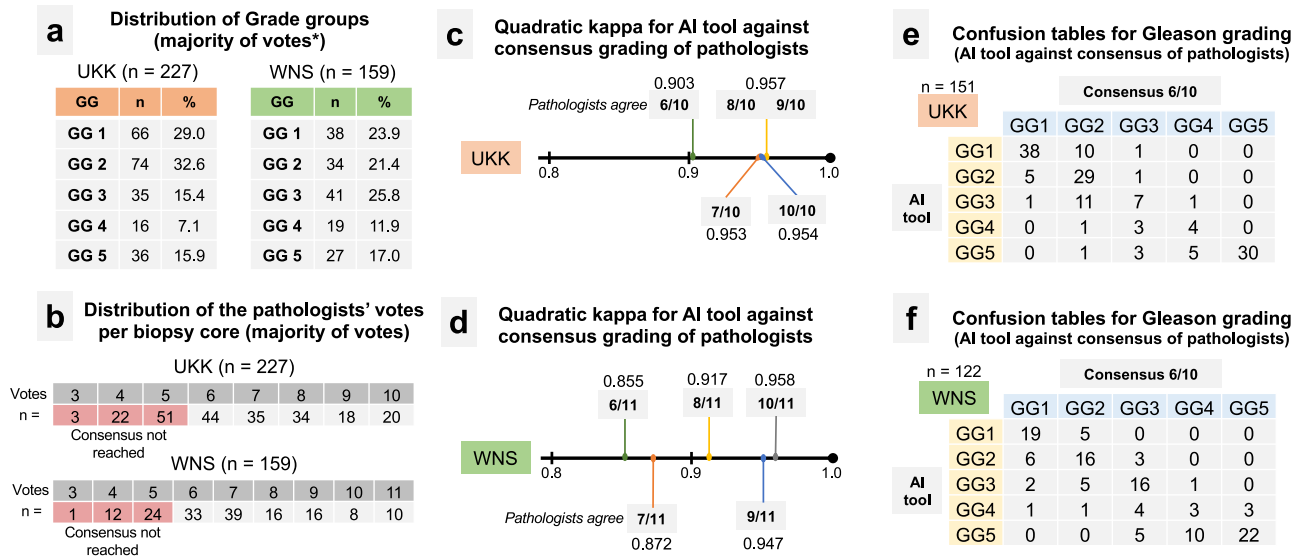 a
Distribution of Grade groups
(majority of votes*)
UKK (n = 227)
GG n %
GG 1 66 29.0
GG 2 74 32.6
GG 3 35 15.4
GG 4 16 7.1
GG 5 36 15.9
WNS (n = 159)
GG n %
GG 1 38 23.9
GG 2 34 21.4
GG 3 41 25.8
GG 4 19 11.9
GG 5 27 17.0
b
Distribution of the pathologists' votes
per biopsy core (majority of votes)
UKK (n = 227)
Votes 3 4 5 6 7 8 9 10
n = 3 22 51 44 35 34 18 20
Consensus not
reached
WNS (n = 159)
Votes 3 4 5 6 7 8 9 10 11
n = 1 12 24 33 39 16 16 8 10
Consensus not
reached
c
Quadratic kappa for AI tool against
consensus grading of pathologists
0.903 0.957
Pathologists agree 6/10 8/10 9/10
UKK
0.8 0.9 1.0
7/10 10/10
0.953 0.954
d
Quadratic kappa for AI tool against
consensus grading of pathologists
0.855 0.917 0.958
6/11 8/11 10/11
WNS
0.8 0.9 1.0
Pathologists agree 7/11 9/11
0.872 0.947
e
Confusion tables for Gleason grading
(AI tool against consensus of pathologists)
n = 151
UKK
Consensus 6/10
GG1 GG2 GG3 GG4 GG5
AI
tool
GG1 38 10 1 0 0
GG2 5 29 1 0 0
GG3 1 11 7 1 0
GG4 0 1 3 4 0
GG5 0 1 3 5 30
f
Confusion tables for Gleason grading
(AI tool against consensus of pathologists)
n = 122
WNS
Consensus 6/10
GG1 GG2 GG3 GG4 GG5
AI
tool
GG1 19 5 0 0 0
GG2 6 16 3 0 0
GG3 2 5 16 1 0
GG4 1 1 4 3 3
GG5 0 0 5 10 22